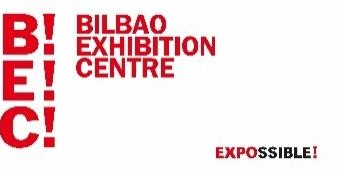 B!
E!
C!
BILBAO
EXHIBITION
CENTRE
EXPOSSIBLE!